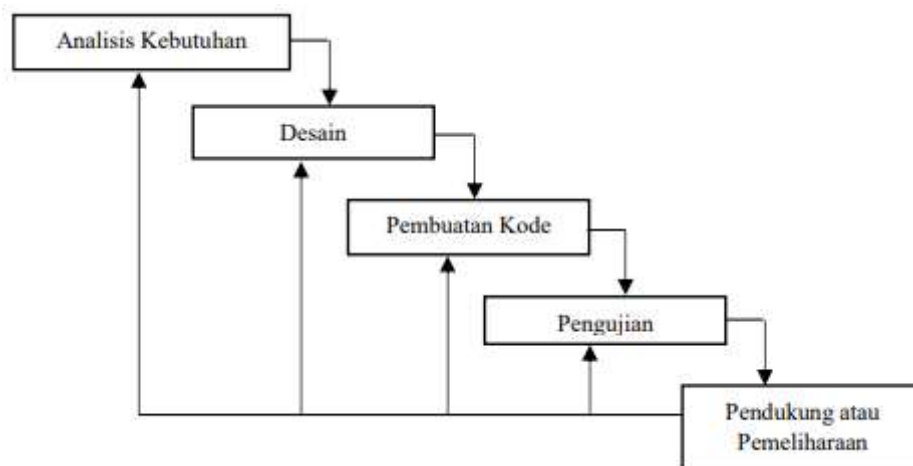 Analisis Kebutuhan
Desain
Pembuatan Kode
Pengujian
Pendukung atau
Pemeliharaan